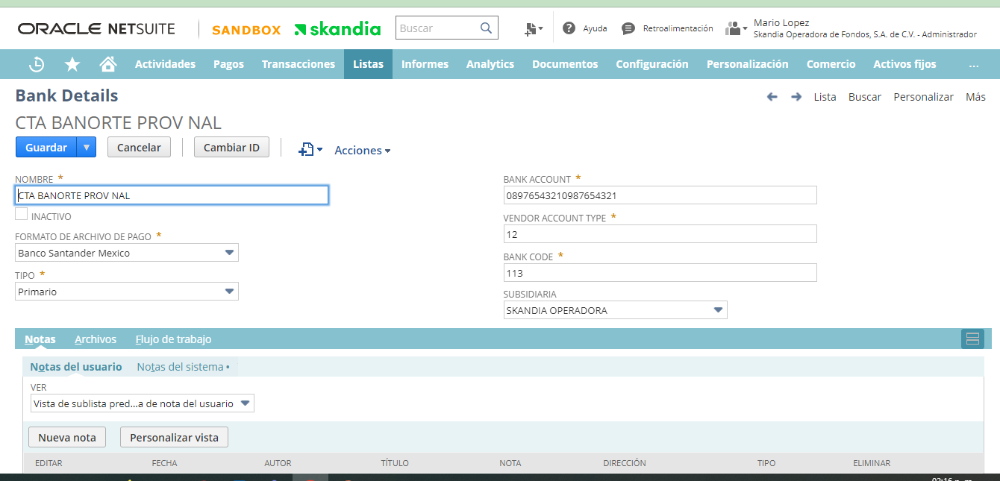 ORACLE NETSUITE SANDBOX skandia Buscar Ayuda Retroalimentación Mario Lopez
Skandia Operadora de Fondos, S.A. de C.V. - Administrador
Actividades Pagos Transacciones Listas Informes Analytics Documentos Configuración Personalización Comercio Activos fijos ...
Bank Details
Lista Buscar Personalizar Más
CTA BANORTE PROV NAL
Guardar Cancelar Cambiar ID Acciones
NOMBRE *
CTA BANORTE PROV NAL
INACTIVO
FORMATO DE ARCHIVO DE PAGO *
Banco Santander Mexico
TIPO *
Primario
BANK ACCOUNT *
08976543210987654321
VENDOR ACCOUNT TYPE *
12
BANK CODE *
113
SUBSIDIARIA
SKANDIA OPERADORA
Notas Archivos Flujo de trabajo
Notas del usuario Notas del sistema •
VER
Vista de sublista pred...a de nota del usuario
Nueva nota Personalizar vista
EDITAR FECHA AUTOR TÍTULO NOTA DIRECCIÓN TIPO ELIMINAR